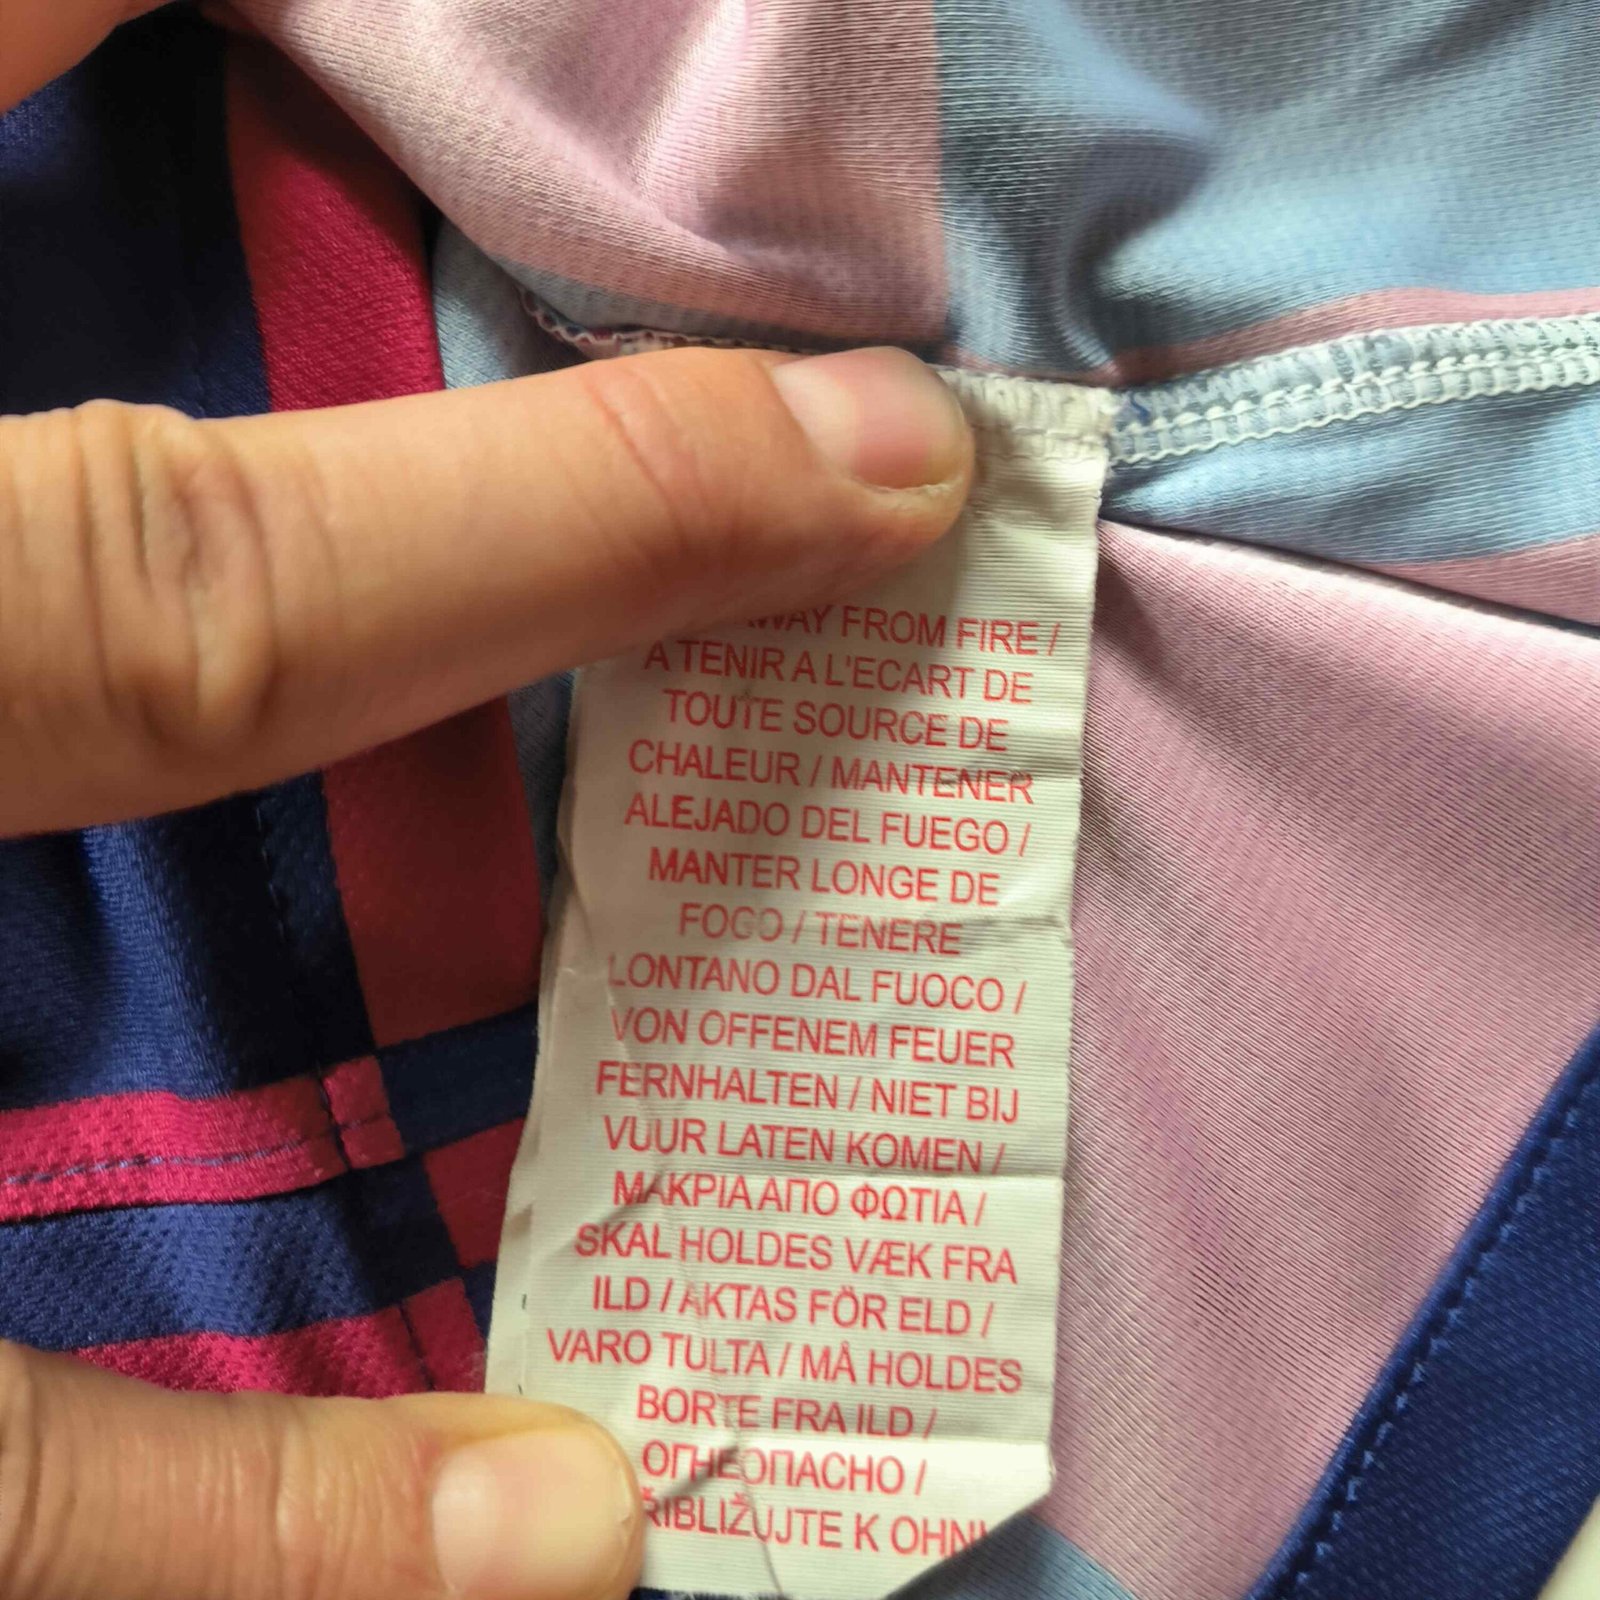 AWAY FROM FIRE /
A TENIR A L'ECART DE
TOUTE SOURCE DE
CHALEUR / MANTENER
ALEJADO DEL FUEGO /
MANTER LONGE DE
FOGO / TENERE
LONTANO DAL FUOCO /
VON OFFENEM FEUER
FERNHALTEN / NIET BIJ
VUUR LATEN KOMEN /
ΜΑΚΡΙΑ ΑΠΟ ΦΩΤΙΑ /
SKAL HOLDES VÆK FRA
ILD / AKTAS FÖR ELD /
VARO TULTA / MÅ HOLDES
BORTE FRA ILD /
ОГНЕОПАСНО /
ŘIBLIŽUJTE K OHNI